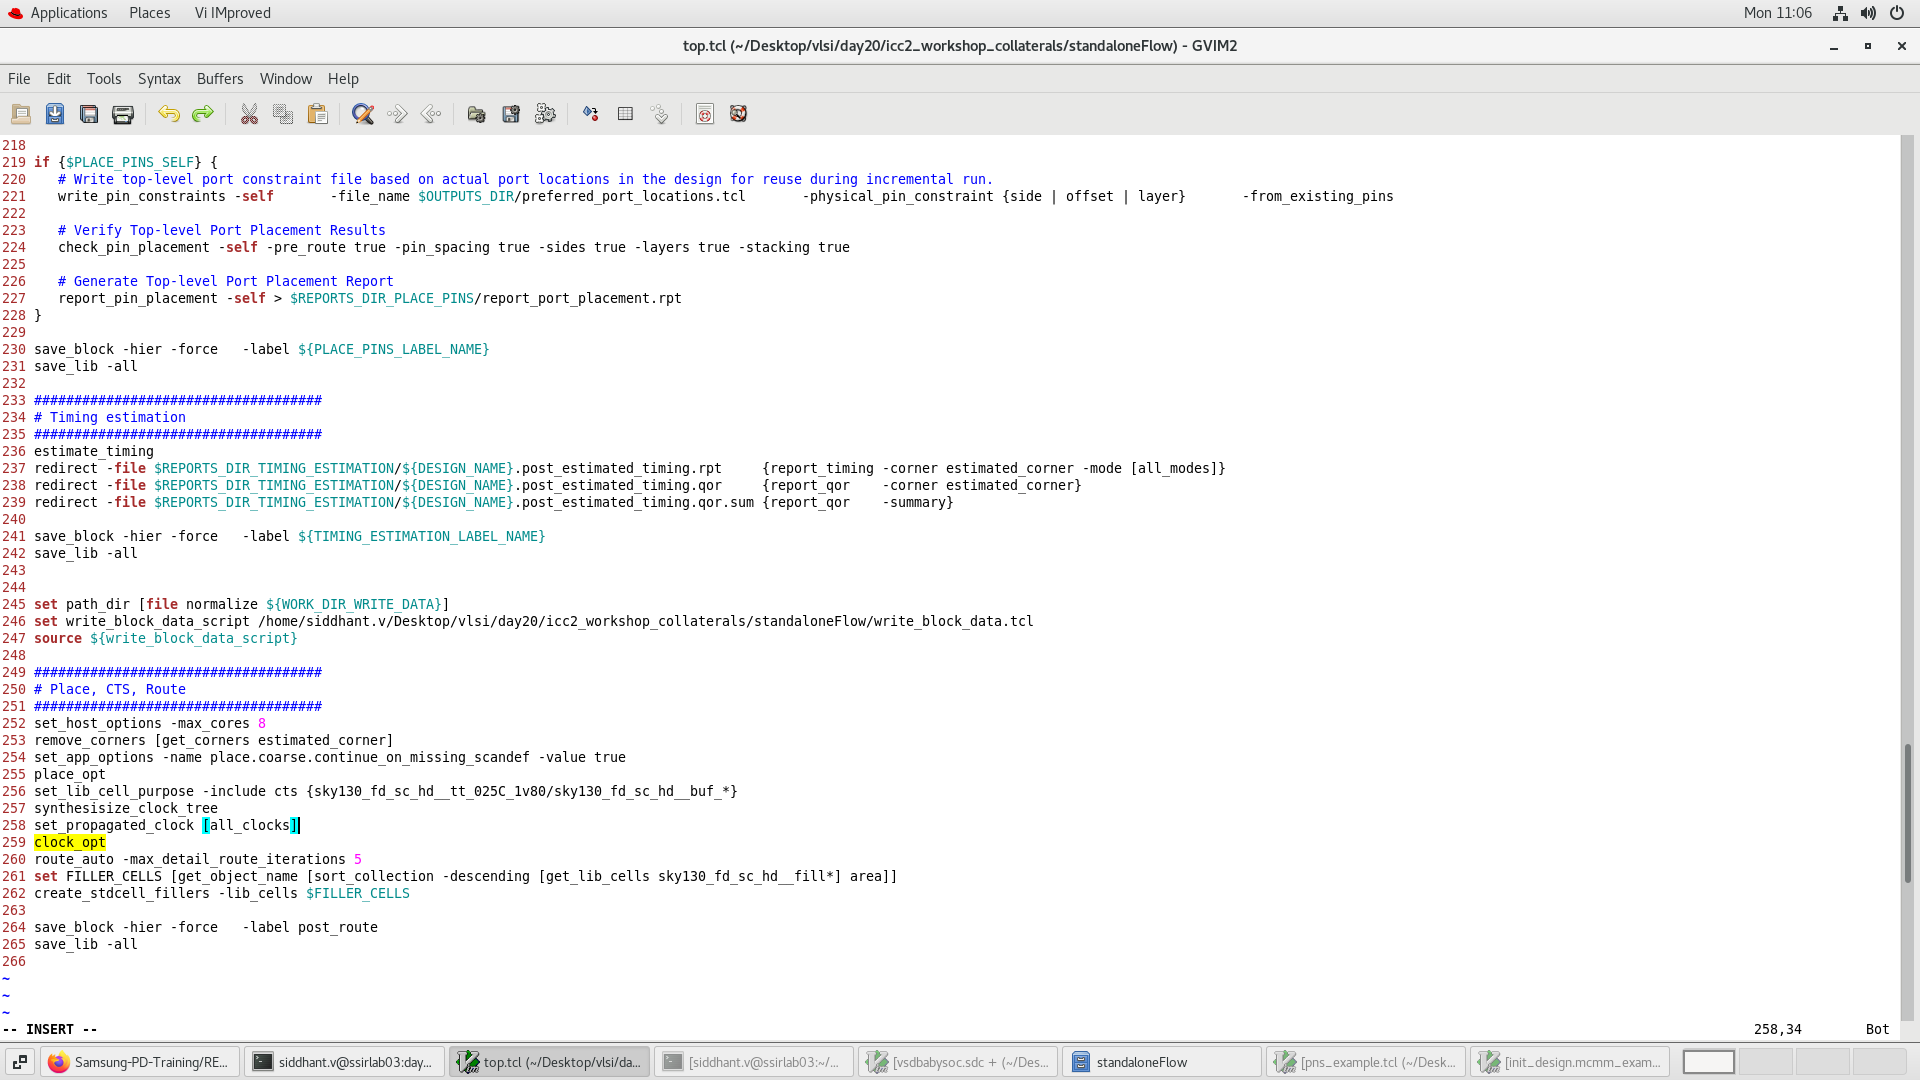 Applications Places Vi IMproved Mon 11:06
top.tcl (~/Desktop/vlsi/day20/icc2_workshop_collaterals/standaloneFlow) - GVIM2
File Edit Tools Syntax Buffers Window Help
218
219 if {$PLACE_PINS_SELF} {
220    # Write top-level port constraint file based on actual port locations in the design for reuse during incremental run.
221    write_pin_constraints -self       -file_name $OUTPUTS_DIR/preferred_port_locations.tcl       -physical_pin_constraint {side | offset | layer}       -from_existing_pins
222
223    # Verify Top-level Port Placement Results
224    check_pin_placement -self -pre_route true -pin_spacing true -sides true -layers true -stacking true
225
226    # Generate Top-level Port Placement Report
227    report_pin_placement -self > $REPORTS_DIR_PLACE_PINS/report_port_placement.rpt
228 }
229
230 save_block -hier -force   -label ${PLACE_PINS_LABEL_NAME}
231 save_lib -all
232
233 ####################################
234 # Timing estimation
235 ####################################
236 estimate_timing
237 redirect -file $REPORTS_DIR_TIMING_ESTIMATION/${DESIGN_NAME}.post_estimated_timing.rpt     {report_timing -corner estimated_corner -mode [all_modes]}
238 redirect -file $REPORTS_DIR_TIMING_ESTIMATION/${DESIGN_NAME}.post_estimated_timing.qor     {report_qor    -corner estimated_corner}
239 redirect -file $REPORTS_DIR_TIMING_ESTIMATION/${DESIGN_NAME}.post_estimated_timing.qor.sum {report_qor    -summary}
240
241 save_block -hier -force   -label ${TIMING_ESTIMATION_LABEL_NAME}
242 save_lib -all
243
244
245 set path_dir [file normalize ${WORK_DIR_WRITE_DATA}]
246 set write_block_data_script /home/siddhant.v/Desktop/vlsi/day20/icc2_workshop_collaterals/standaloneFlow/write_block_data.tcl
247 source ${write_block_data_script}
248
249 ####################################
250 # Place, CTS, Route
251 ####################################
252 set_host_options -max_cores 8
253 remove_corners [get_corners estimated_corner]
254 set_app_options -name place.coarse.continue_on_missing_scandef -value true
255 place_opt
256 set_lib_cell_purpose -include cts {sky130_fd_sc_hd__tt_025C_1v80/sky130_fd_sc_hd__buf_*}
257 synthesisize_clock_tree
258 set_propagated_clock [all_clocks]
259 clock_opt
260 route_auto -max_detail_route_iterations 5
261 set FILLER_CELLS [get_object_name [sort_collection -descending [get_lib_cells sky130_fd_sc_hd__fill*] area]]
262 create_stdcell_fillers -lib_cells $FILLER_CELLS
263
264 save_block -hier -force   -label post_route
265 save_lib -all
266
~
~
~
-- INSERT -- 258,34 Bot
Samsung-PD-Training/RE... siddhant.v@ssirlab03:day... top.tcl (~/Desktop/vlsi/da... [siddhant.v@ssirlab03:~/... [vsdbabysoc.sdc + (~/Des... standaloneFlow [pns_example.tcl (~/Desk... [init_design.mcmm_exam...